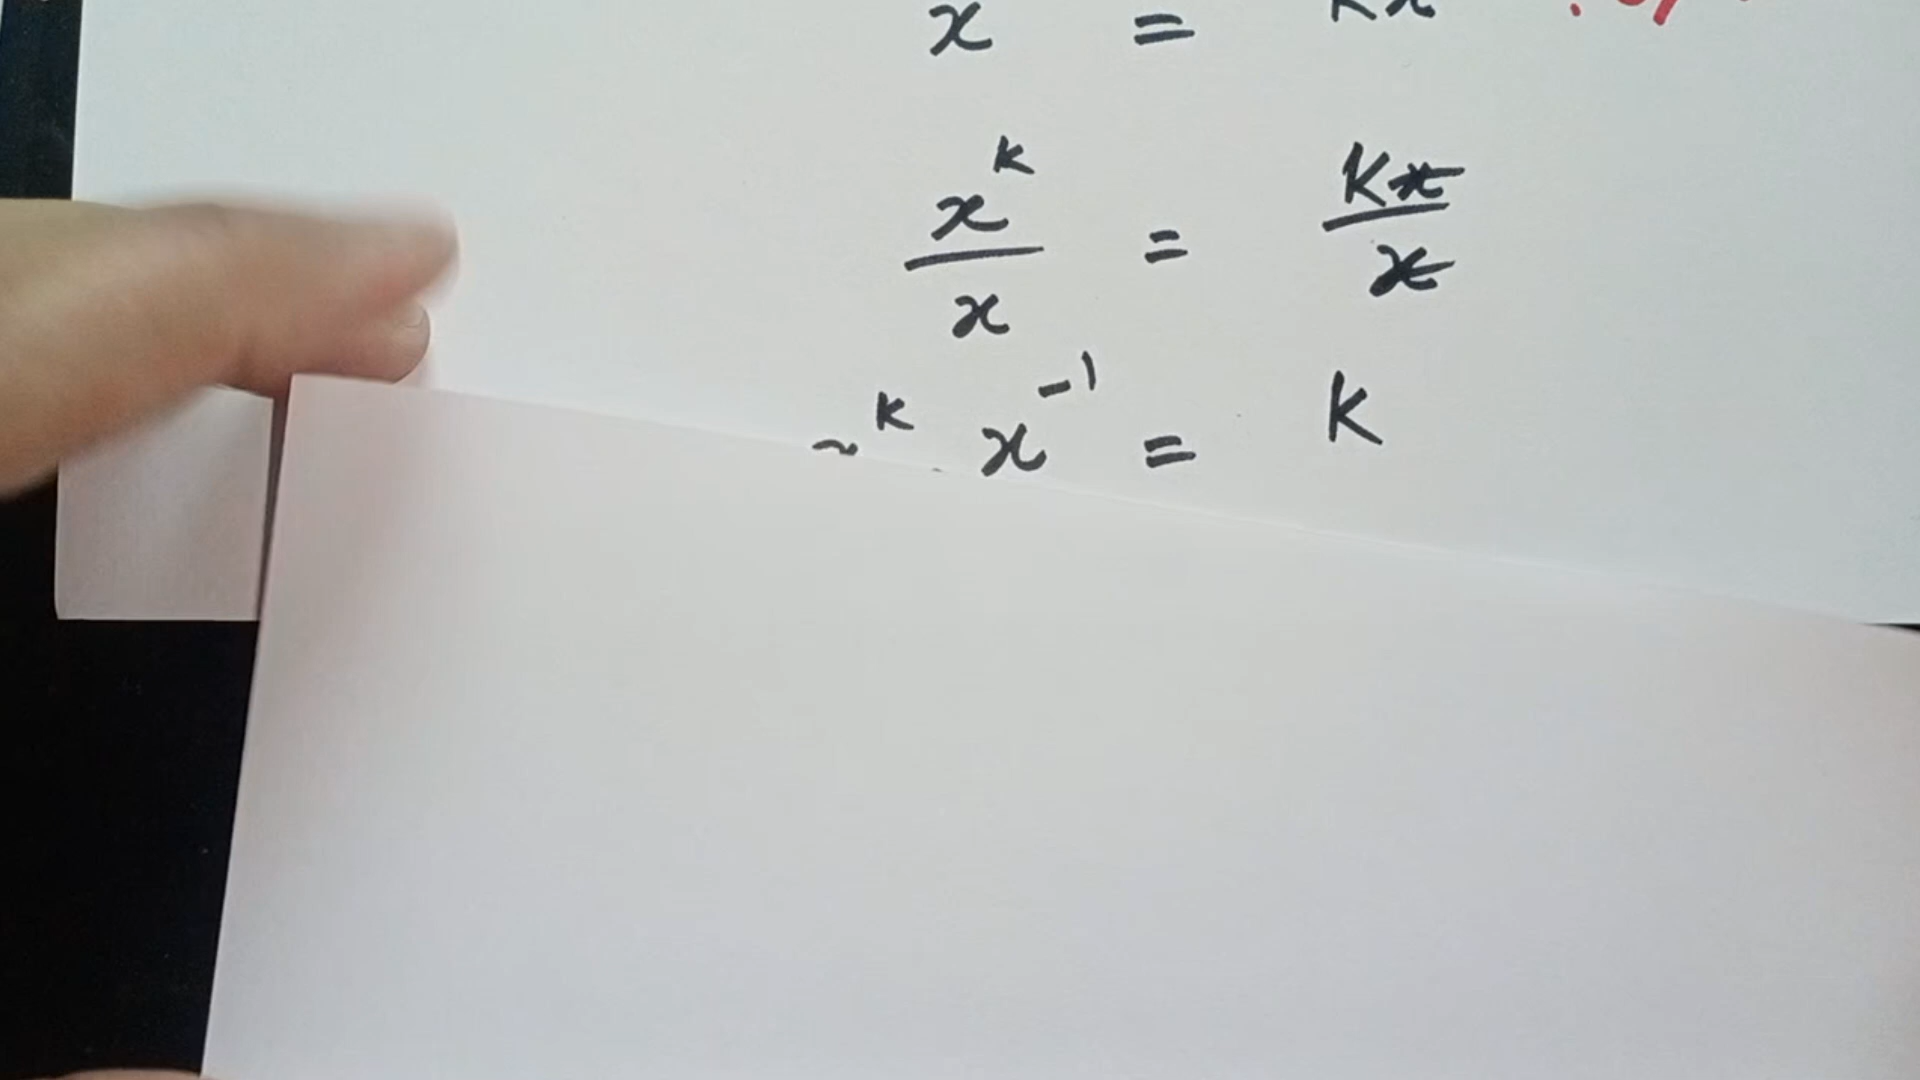 x = kx
x^k / x = kx / x
^k x^-1 = k